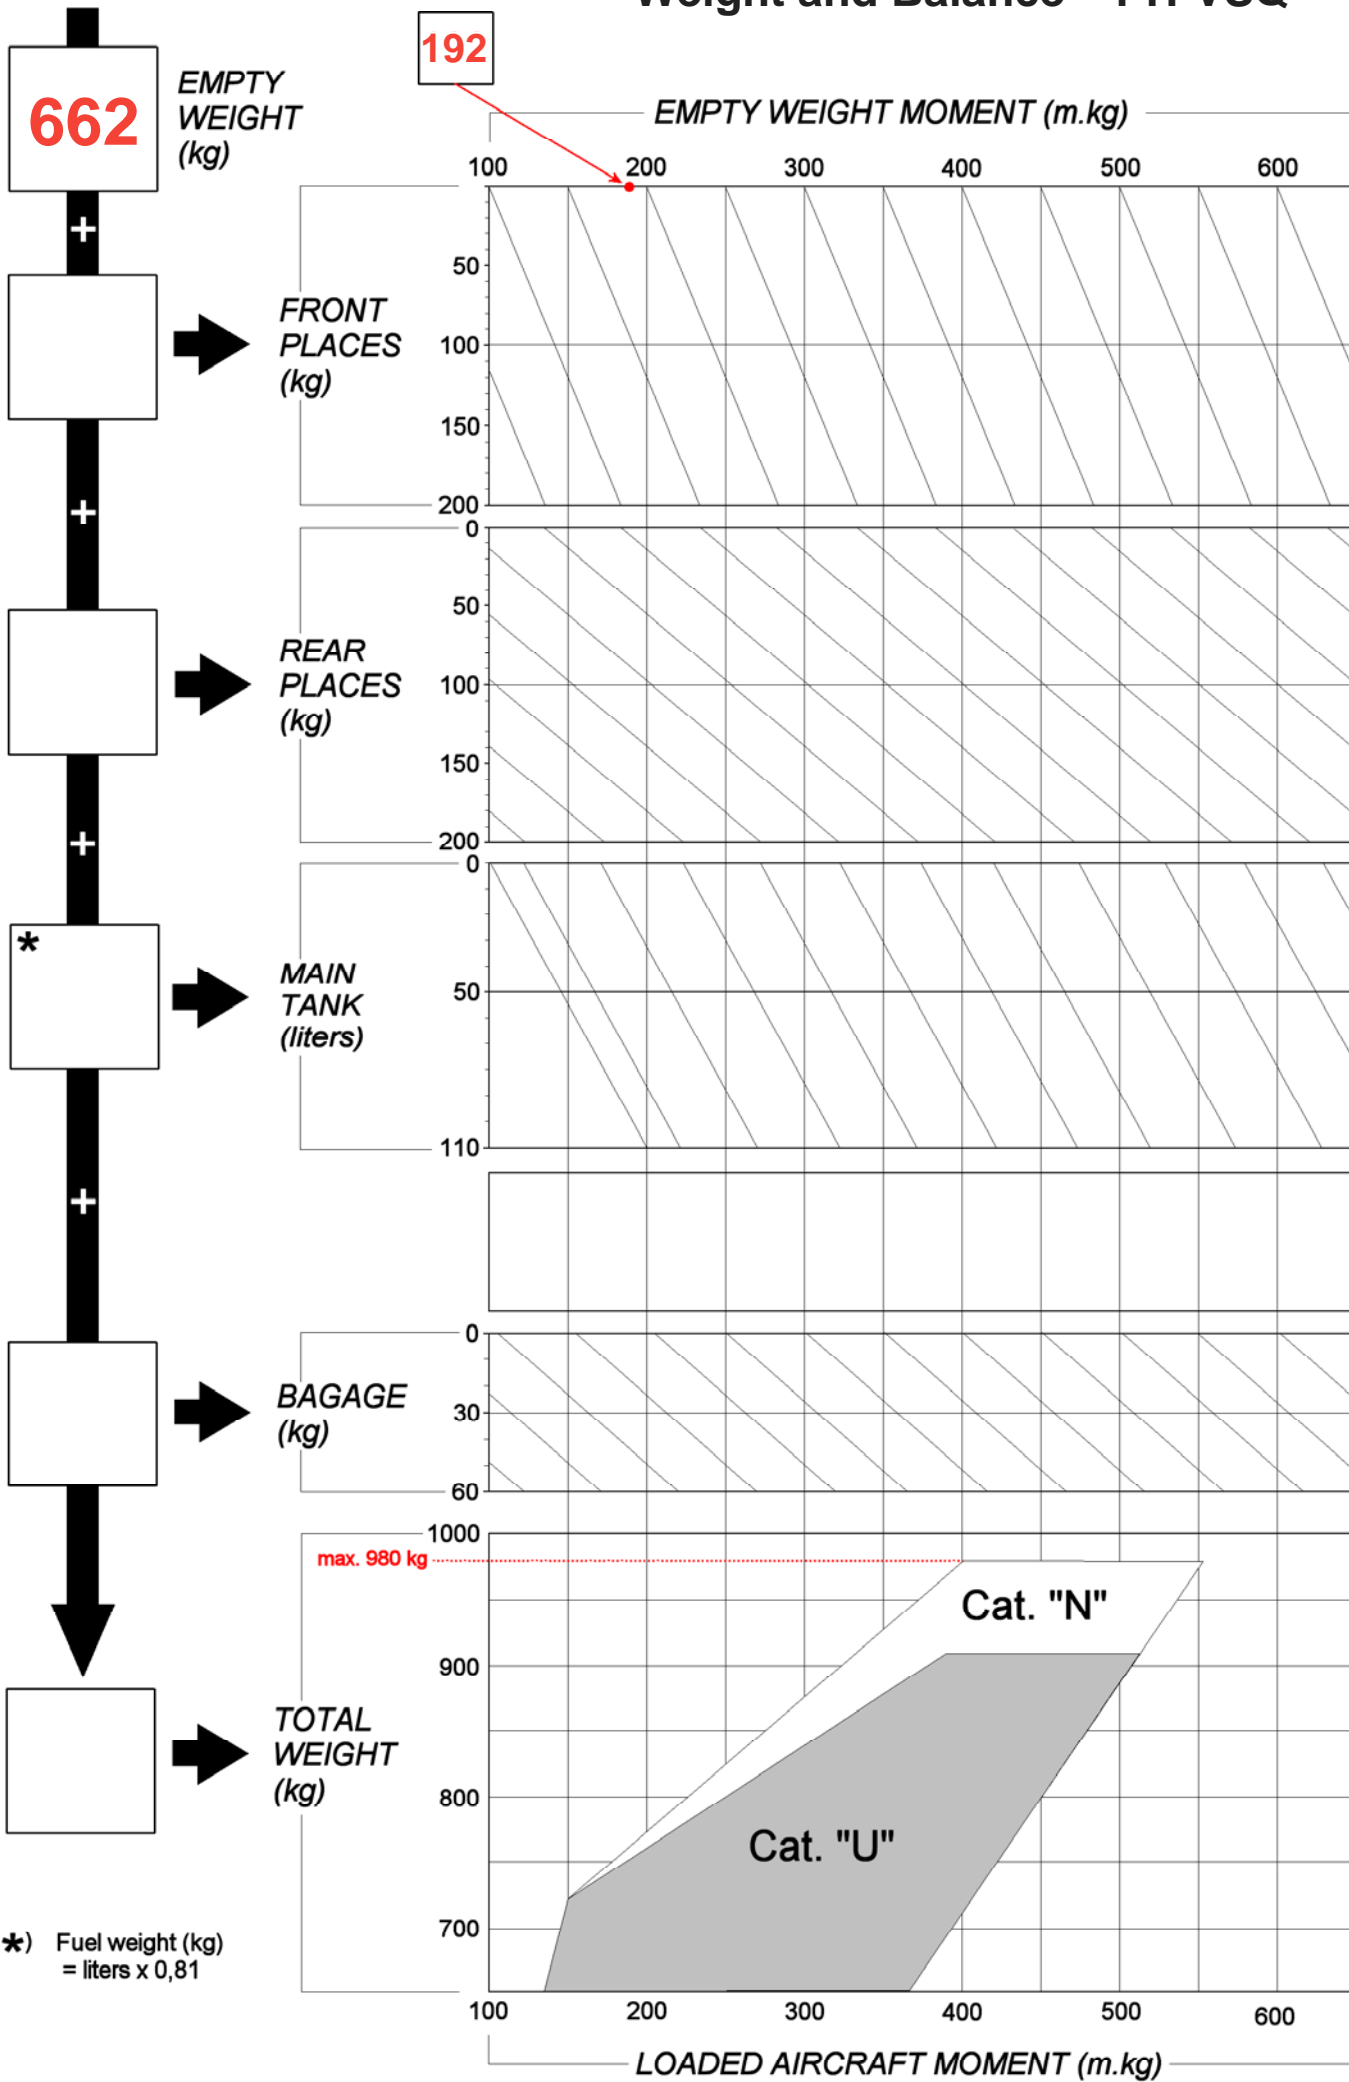 Weight and Balance
192
662
EMPTY
WEIGHT
(kg)
EMPTY WEIGHT MOMENT (m.kg)
100 200 300 400 500 600
+
FRONT
PLACES
(kg)
50
100
150
200
+
REAR
PLACES
(kg)
0
50
100
150
200
+
*
MAIN
TANK
(liters)
0
50
110
+
BAGAGE
(kg)
0
30
60
1000
max. 980 kg
Cat. "N"
900
TOTAL
WEIGHT
(kg)
800
Cat. "U"
700
*) Fuel weight (kg)
= liters x 0,81
100 200 300 400 500 600
LOADED AIRCRAFT MOMENT (m.kg)